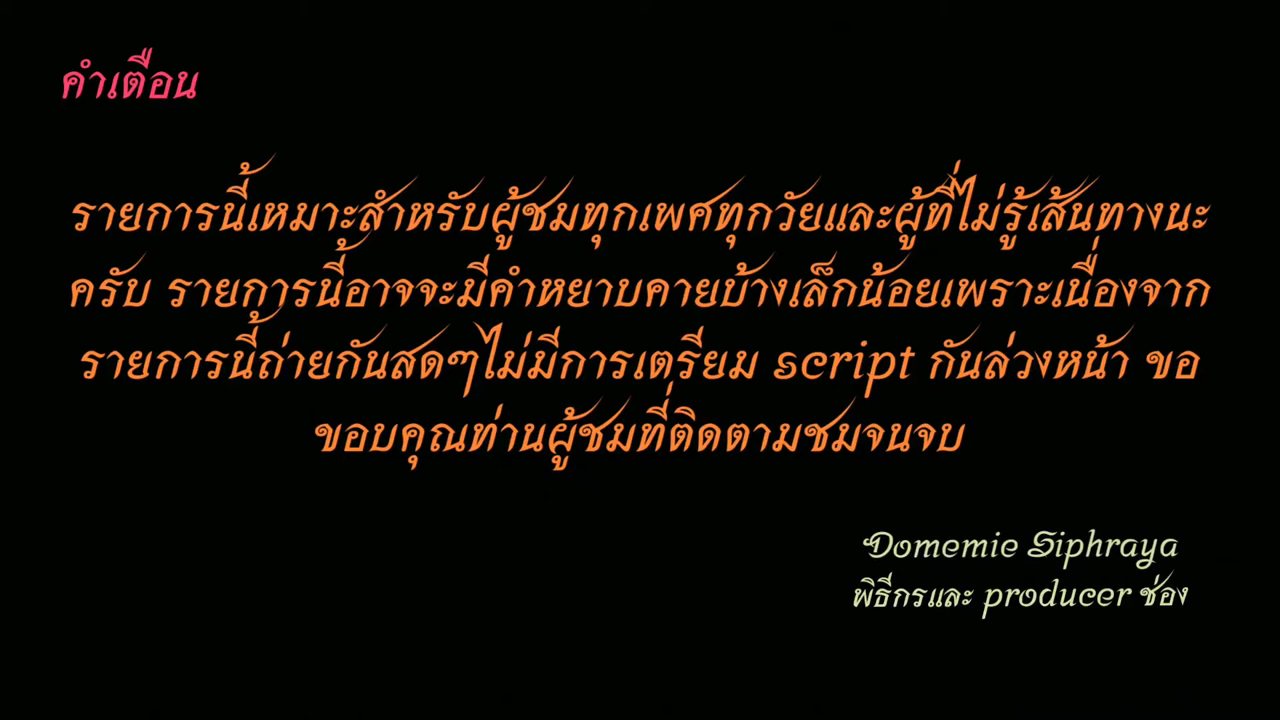 คำเตือน
รายการนี้เหมาะสำหรับผู้ชมทุกเพศทุกวัยและผู้ที่ไม่รู้เส้นทางนะ
ครับ รายการนี้อาจจะมีคำหยาบคายบ้างเล็กน้อยเพราะเนื่องจาก
รายการนี้ถ่ายกันสดๆไม่มีการเตรียม script กันล่วงหน้า ขอ
ขอบคุณท่านผู้ชมที่ติดตามชมจนจบ
Domemie Siphraya
พิธีกรและ producer ช่อง